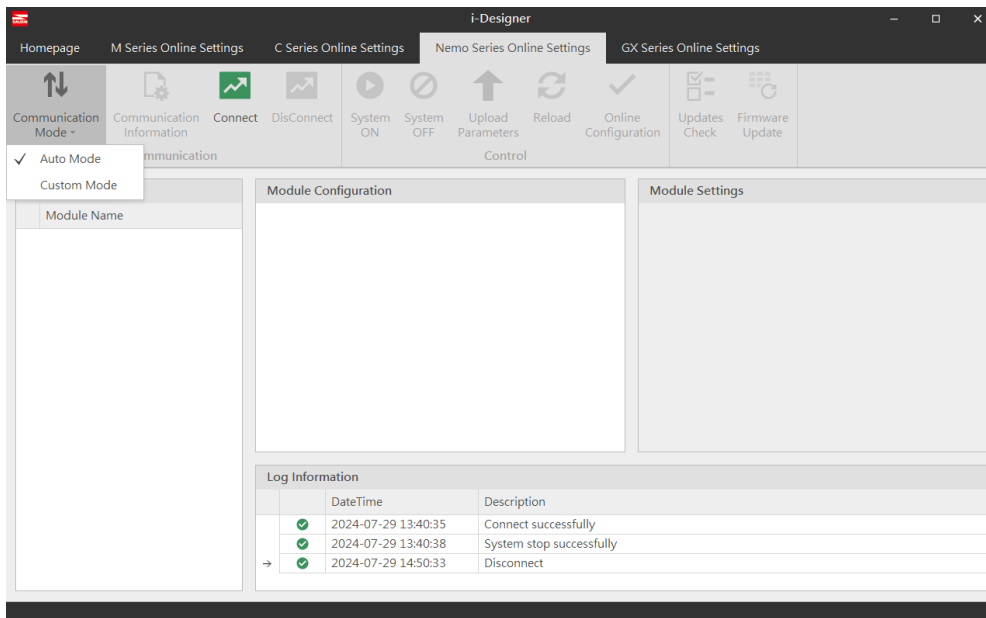 i-Designer
Homepage M Series Online Settings C Series Online Settings Nemo Series Online Settings GX Series Online Settings
Communication Mode
Communication Information
Connect
DisConnect
System ON
System OFF
Upload Parameters
Reload
Online Configuration
Updates Check
Firmware Update
mmunication
Control
Auto Mode
Custom Mode
Module Name
Module Configuration
Module Settings
Log Information
DateTime Description
2024-07-29 13:40:35 Connect successfully
2024-07-29 13:40:38 System stop successfully
2024-07-29 14:50:33 Disconnect